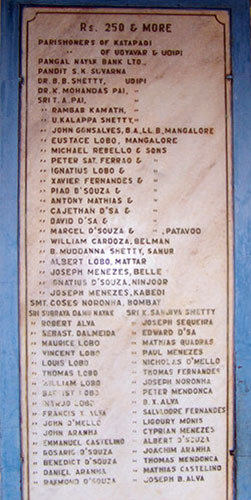 Rs. 250 & MORE
PARISHONERS OF KATAPADI
" OF UDYAVAR & UDIPI
PANGAL NAYAK BANK LTD.,
PANDIT S.K SUVARNA
DR. B.B. SHETTY, UDIPI
DR. K. MOHANDAS PAI, "
SRI T.A. PAI, "
" RAMDAS KAMATH, "
" U. KALAPPA SHETTY, "
" JOHN GONSALVES, B.A., LL.B, MANGALORE
" EUSTACE LOBO, MANGALORE
" MICHAEL REBELLO & SONS
" PETER SAT. FERRAO &
" IGNATIUS LOBO &
" XAVIER FERNANDES &
" PIAD D'SOUZA &
" ANTONY MATHIAS &
" CAJETHAN D'SA &
" DAVID D'SA &
" MARCEL D'SOUZA & " , PATAVOO
" WILLIAM CARDOZA, BELMAN
" B. MUDDANNA SHETTY, SANUR
" ALBERT LOBO, MATTAR
" JOSEPH MENEZES, BELLE
" IGNATIUS D'SOUZA, NINJOOR
" JOSEPH MENEZES, KABEDI
SMT. COSES NORONHA, BOMBAY
SRI SUBRAYA NAYAK
" ROBERT ALVA
" SEBAST. DALMEIDA
" MAURICE LOBO
" VINCENT LOBO
" LOUIS LOBO
" THOMAS LOBO
" WILLIAM LOBO
" BAPTIST LOBO
" LOBO
" FRANCIS X ALVA
" JOHN D'MELLO
" JOHN ARANHA
" EMMANUEL CASTELINO
" ROSARIO D'SOUZA
" BENEDICT D'SOUZA
" DANIEL ARANHA
" RAYMOND D'SOUZA
SRI K. SANJIVA SHETTY
" JOSEPH SEQUEIRA
" EDWARD D'SA
" MATHIAS QUADRAS
" PAUL MENEZES
" NICHOLAS D'MELLO
" THOMAS FERNANDES
" JOSEPH NORONHA
" PETER MENDONCA
" B.X. ALVA
" SALVADORE FERNANDES
" LIGOURY MONIS
" CYPRIAN MENEZES
" ALBERT D'SOUZA
" JOACHIM ARANHA
" THOMAS MENDONCA
" MATHIAS CASTELINO
" JOSEPH B. ALVA